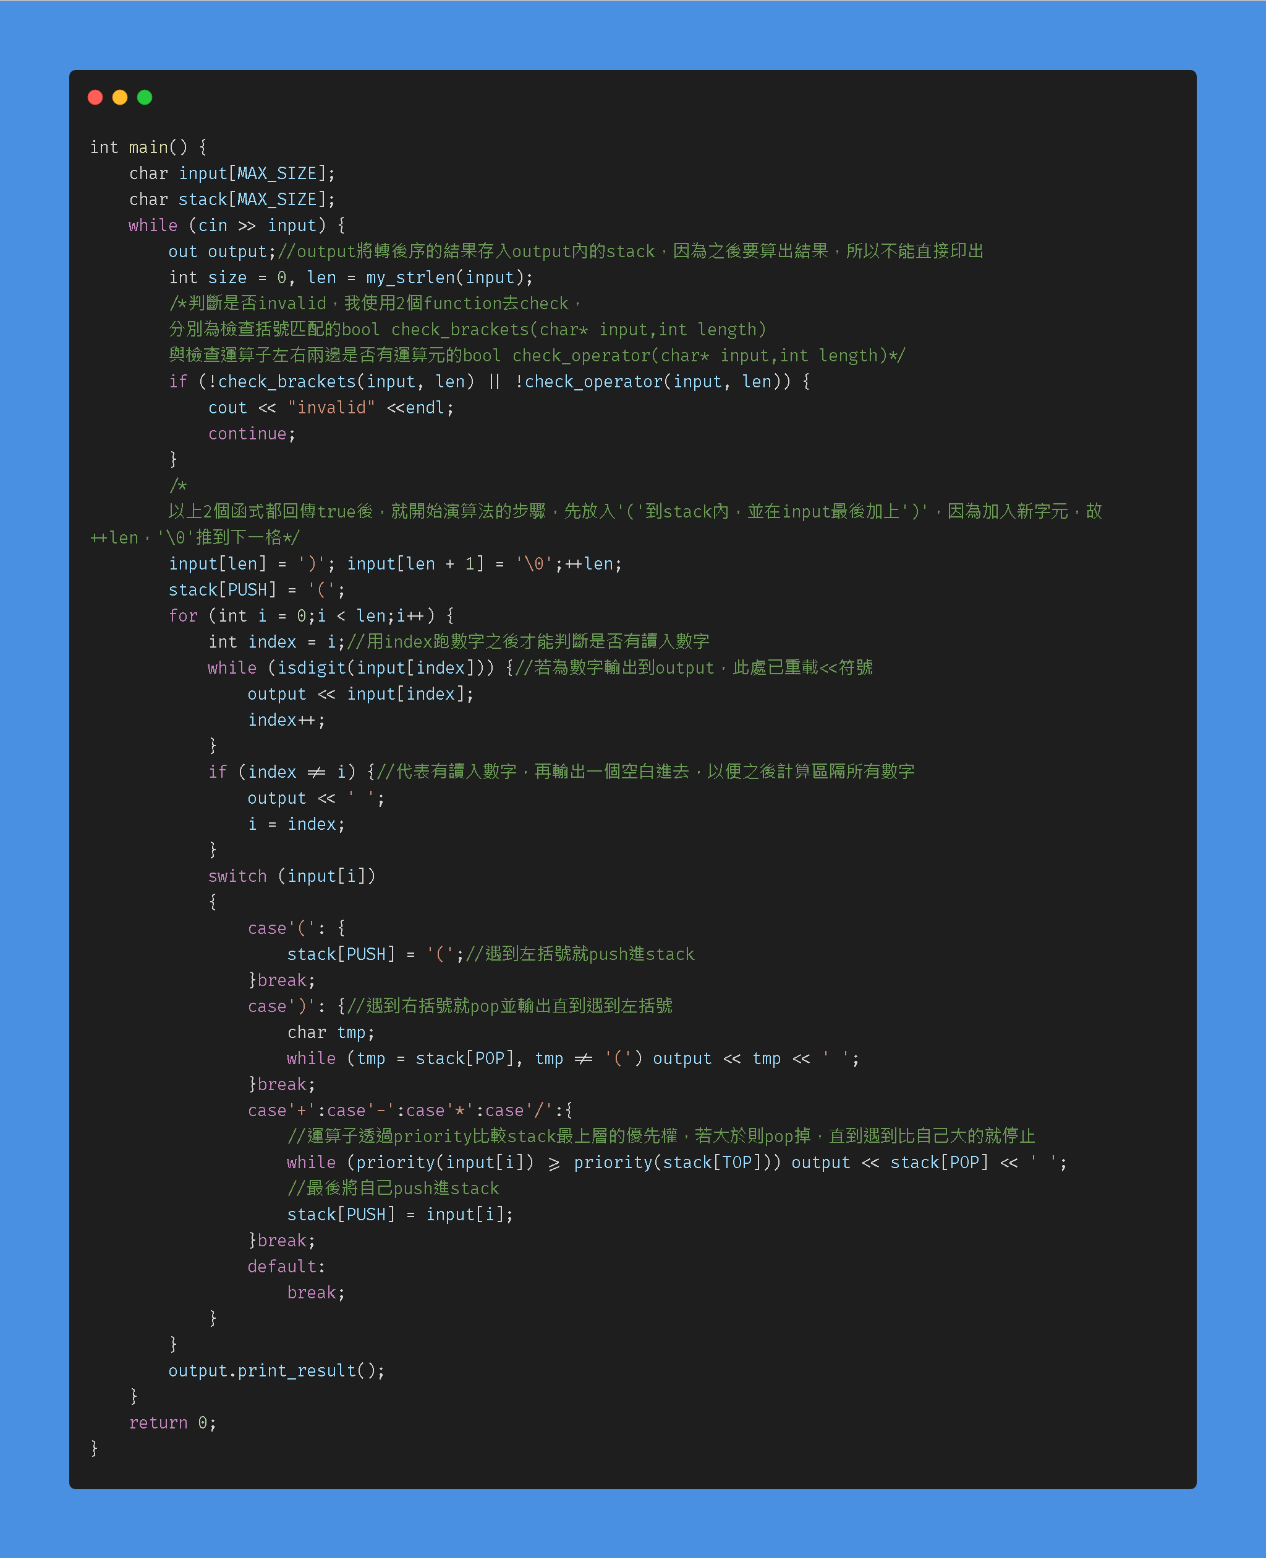 int main() {
    char input[MAX_SIZE];
    char stack[MAX_SIZE];
    while (cin >> input) {
        out output;//output將轉後序的結果存入output內的stack，因為之後要算出結果，所以不能直接印出
        int size = 0, len = my_strlen(input);
        /*判斷是否invalid，我使用2個function去check，
        分別為檢查括號匹配的bool check_brackets(char* input,int length)
        與檢查運算子左右兩邊是否有運算元的bool check_operator(char* input,int length)*/
        if (!check_brackets(input, len) || !check_operator(input, len)) {
            cout << "invalid" <<endl;
            continue;
        }
        /*
        以上2個函式都回傳true後，就開始演算法的步驟，先放入'('到stack內，並在input最後加上')'，因為加入新字元，故
++len，'\0'推到下一格*/
        input[len] = ')'; input[len + 1] = '\0';++len;
        stack[PUSH] = '(';
        for (int i = 0;i < len;i++) {
            int index = i;//用index跑數字之後才能判斷是否有讀入數字
            while (isdigit(input[index])) {//若為數字輸出到output，此處已重載<<符號
                output << input[index];
                index++;
            }
            if (index != i) {//代表有讀入數字，再輸出一個空白進去，以便之後計算區隔所有數字
                output << ' ';
                i = index;
            }
            switch (input[i])
            {
                case'(': {
                    stack[PUSH] = '(';//遇到左括號就push進stack
                }break;
                case')': {//遇到右括號就pop並輸出直到遇到左括號
                    char tmp;
                    while (tmp = stack[POP], tmp != '(') output << tmp << ' ';
                }break;
                case'+':case'-':case'*':case'/':{
                    //運算子透過priority比較stack最上層的優先權，若大於則pop掉，直到遇到比自己大的就停止
                    while (priority(input[i]) >= priority(stack[TOP])) output << stack[POP] << ' ';
                    //最後將自己push進stack
                    stack[PUSH] = input[i];
                }break;
                default:
                    break;
            }
        }
        output.print_result();
    }
    return 0;
}